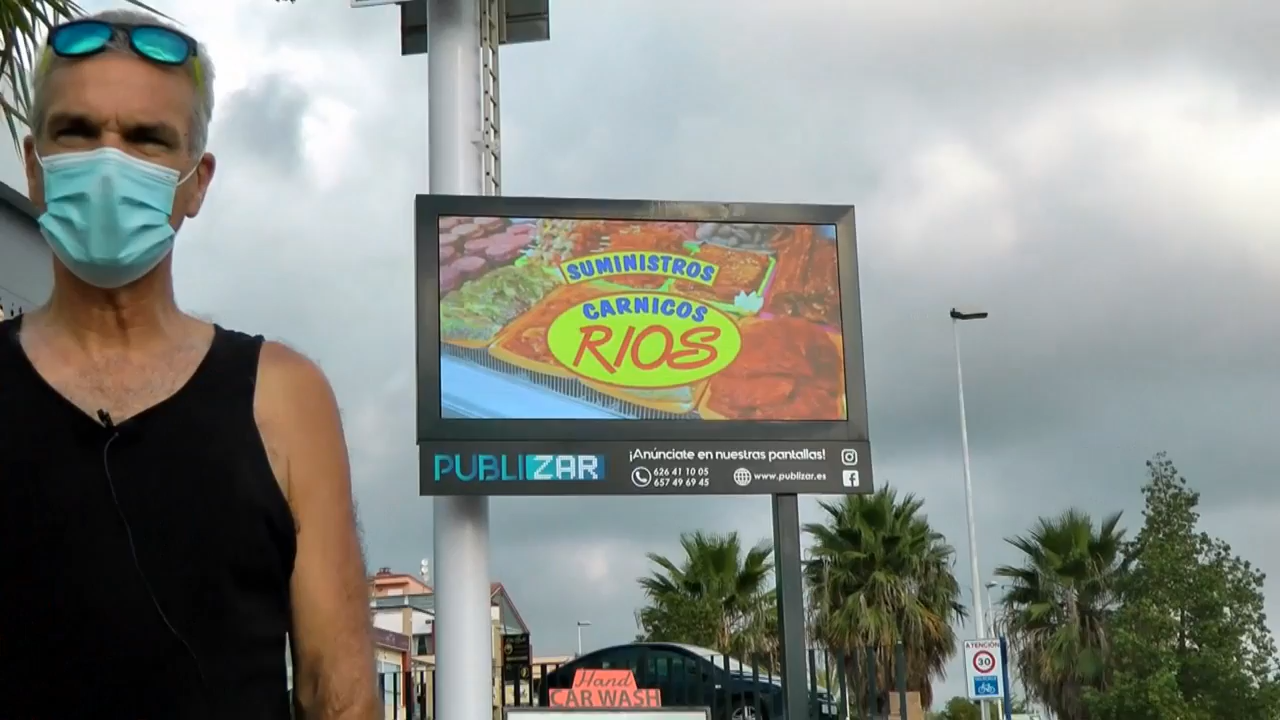 SUMINISTROS
CARNICOS
RIOS
PUBLIZAR
¡Anúnciate en nuestras pantallas!
626 41 10 05
657 49 69 45
www.publizar.es
Hand
CAR WASH
ATENCIÓN
30